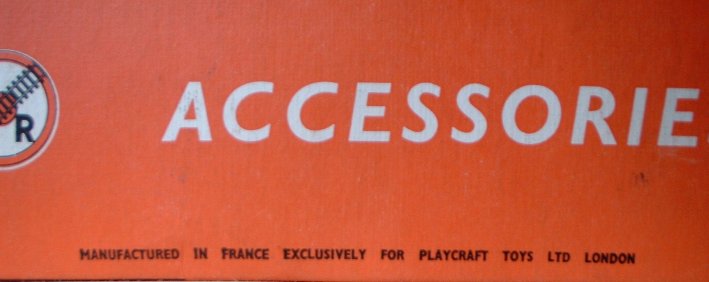 R
ACCESSORIE
MANUFACTURED IN FRANCE EXCLUSIVELY FOR PLAYCRAFT TOYS LTD LONDON